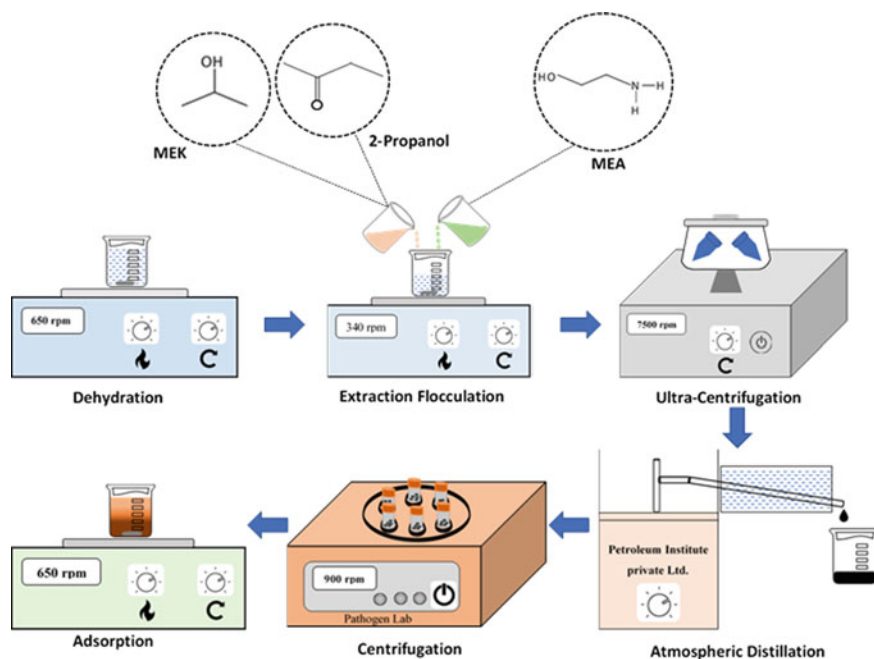 OH
O
HO
N
H
H
MEK
2-Propanol
MEA
650 rpm
340 rpm
7500 rpm
Dehydration
Extraction Flocculation
Ultra-Centrifugation
650 rpm
900 rpm
Pathogen Lab
Petroleum Institute
private Ltd.
Adsorption
Centrifugation
Atmospheric Distillation